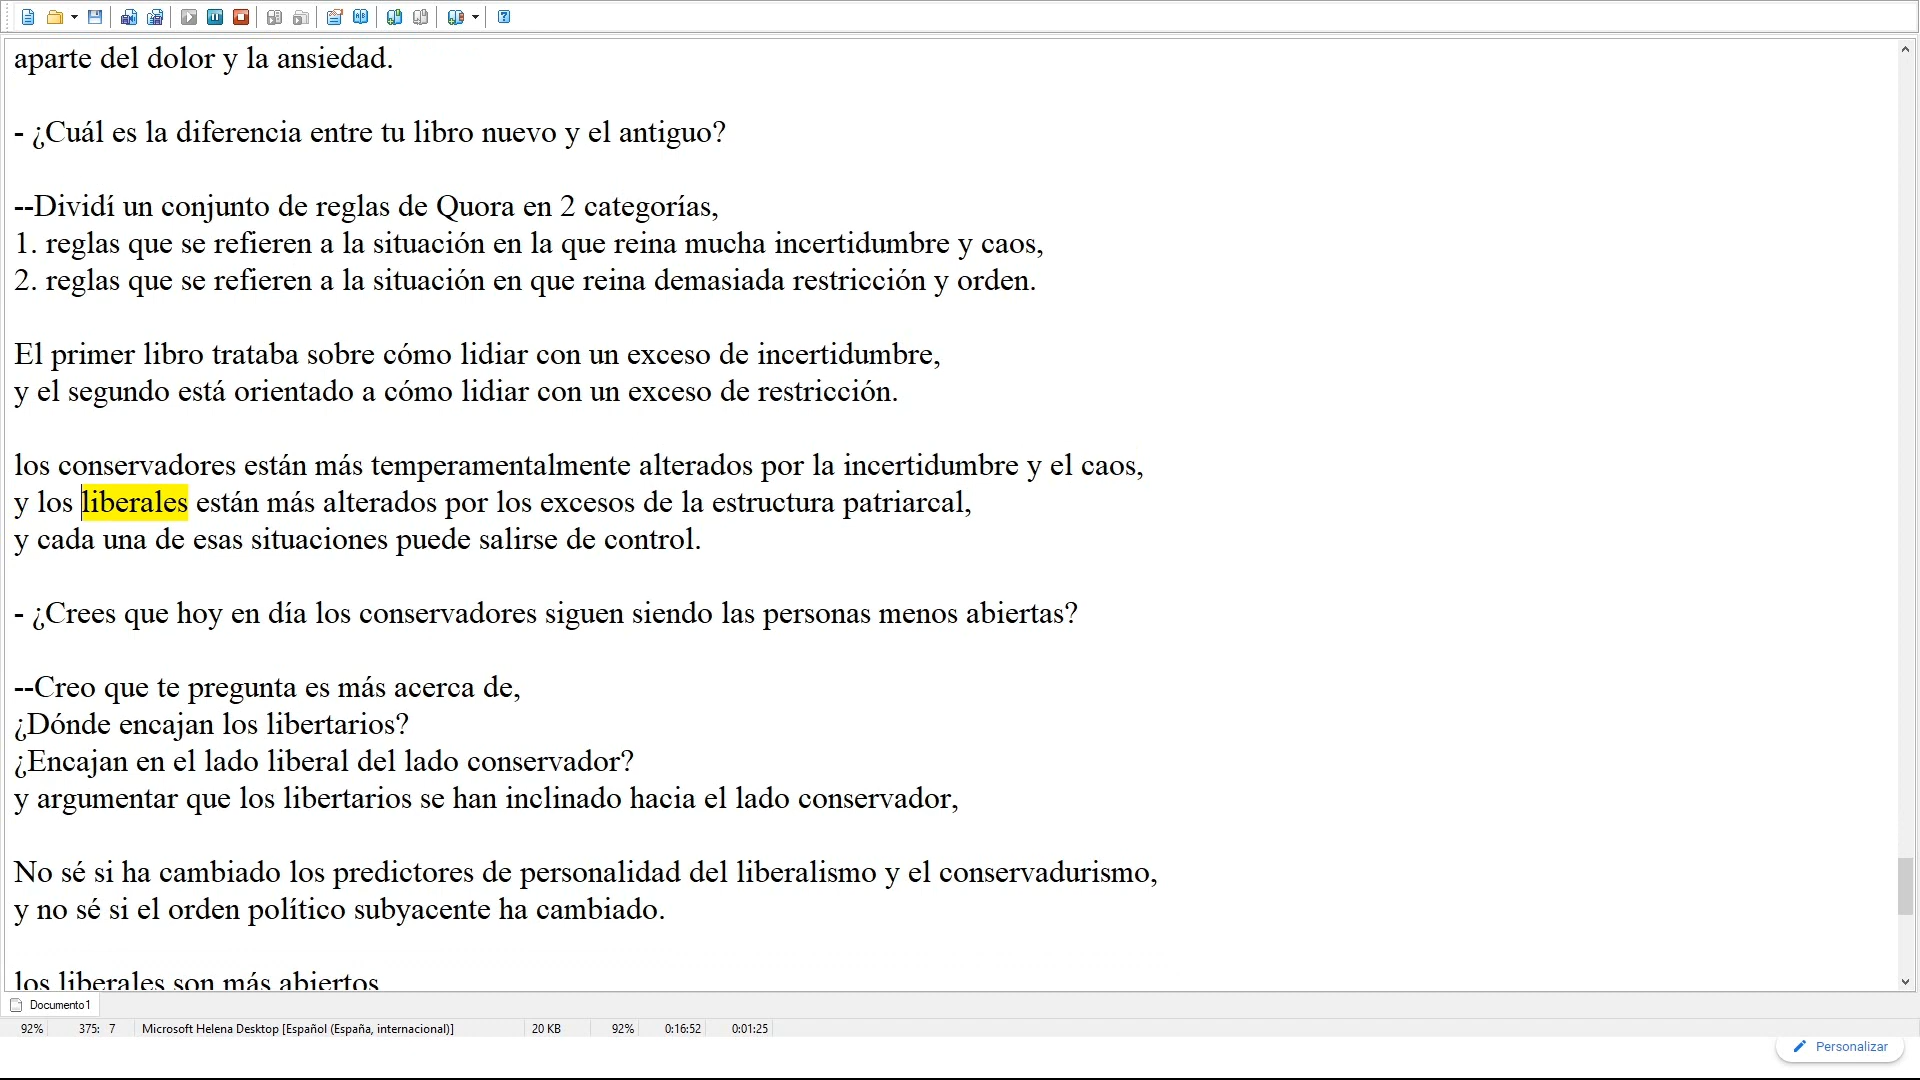 aparte del dolor y la ansiedad.
- ¿Cuál es la diferencia entre tu libro nuevo y el antiguo?
--Dividí un conjunto de reglas de Quora en 2 categorías,
1. reglas que se refieren a la situación en la que reina mucha incertidumbre y caos,
2. reglas que se refieren a la situación en que reina demasiada restricción y orden.
El primer libro trataba sobre cómo lidiar con un exceso de incertidumbre,
y el segundo está orientado a cómo lidiar con un exceso de restricción.
los conservadores están más temperamentalmente alterados por la incertidumbre y el caos,
y los liberales están más alterados por los excesos de la estructura patriarcal,
y cada una de esas situaciones puede salirse de control.
- ¿Crees que hoy en día los conservadores siguen siendo las personas menos abiertas?
--Creo que te pregunta es más acerca de,
¿Dónde encajan los libertarios?
¿Encajan en el lado liberal del lado conservador?
y argumentar que los libertarios se han inclinado hacia el lado conservador,
No sé si ha cambiado los predictores de personalidad del liberalismo y el conservadurismo,
y no sé si el orden político subyacente ha cambiado.
los liberales son más abiertos
Documento1
92% 375: 7 Microsoft Helena Desktop [Español (España, internacional)] 20 KB 92% 0:16:52 0:01:25
Personalizar